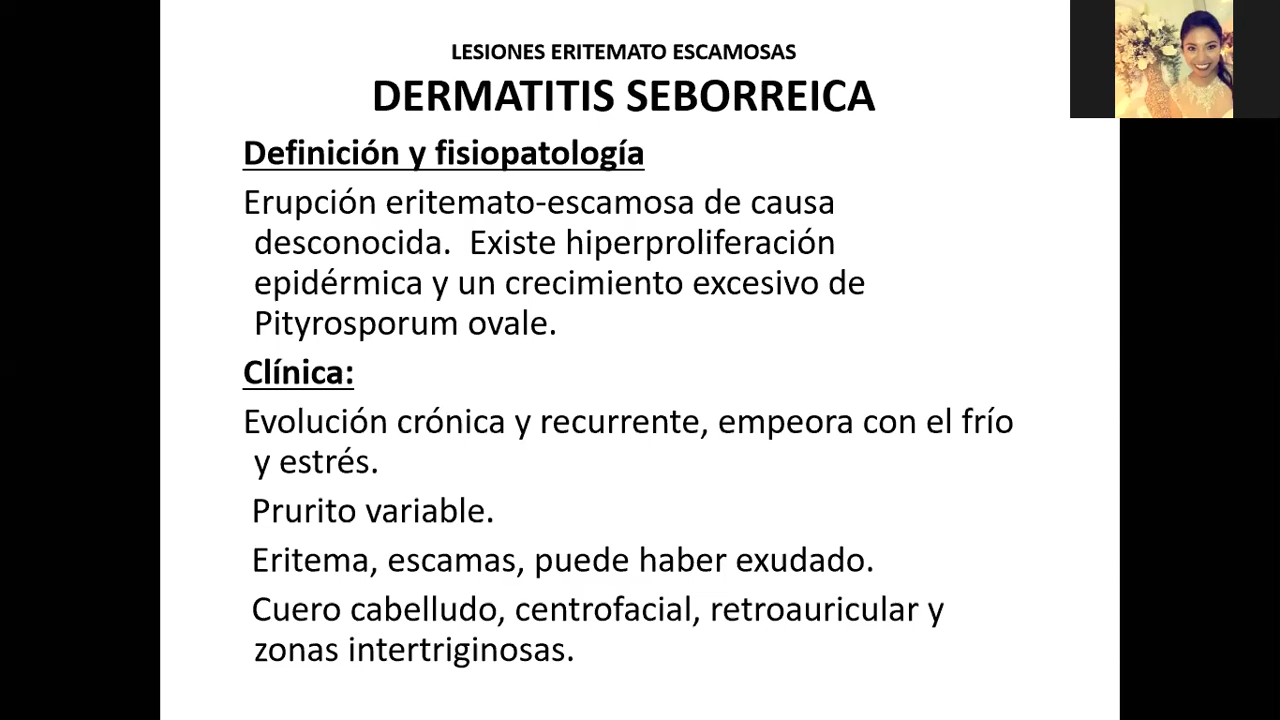 LESIONES ERITEMATO ESCAMOSAS
DERMATITIS SEBORREICA
Definición y fisiopatología
Erupción eritemato-escamosa de causa
desconocida. Existe hiperproliferación
epidérmica y un crecimiento excesivo de
Pityrosporum ovale.
Clínica:
Evolución crónica y recurrente, empeora con el frío
y estrés.
Prurito variable.
Eritema, escamas, puede haber exudado.
Cuero cabelludo, centrofacial, retroauricular y
zonas intertriginosas.